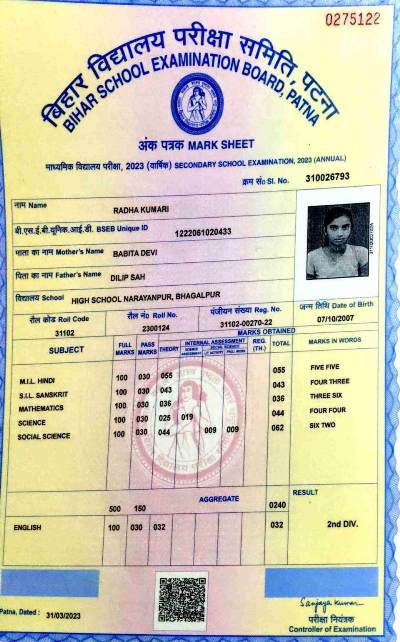 0275122
बिहार विद्यालय परीक्षा समिति, पटना
BIHAR SCHOOL EXAMINATION BOARD, PATNA
अंक पत्रक MARK SHEET
माध्यमिक विद्यालय परीक्षा, 2023 (वार्षिक) SECONDARY SCHOOL EXAMINATION, 2023 (ANNUAL)
क्रम सं० Sl. No. 310026793
नाम Name RADHA KUMARI
बी.एस.ई.बी.यूनिक.आई.डी. BSEB Unique ID 1222061020433
माता का नाम Mother's Name BABITA DEVI
पिता का नाम Father's Name DILIP SAH
विद्यालय School HIGH SCHOOL NARAYANPUR, BHAGALPUR
रौल कोड Roll Code रौल नं० Roll No. पंजीयन संख्या Reg. No. जन्म तिथि Date of Birth
31102 2300124 31102-00270-22 07/10/2007
MARKS OBTAINED
SUBJECT FULL MARKS PASS MARKS THEORY INTERNAL ASSESSMENT REG. (TH.) TOTAL MARKS IN WORDS
M.I.L. HINDI 100 030 055 055 FIVE FIVE
S.I.L. SANSKRIT 100 030 043 043 FOUR THREE
MATHEMATICS 100 030 036 036 THREE SIX
SCIENCE 100 030 025 019 044 FOUR FOUR
SOCIAL SCIENCE 100 030 044 009 009 062 SIX TWO
500 150 AGGREGATE 0240 RESULT
ENGLISH 100 030 032 032 2nd DIV.
Patna, Dated : 31/03/2023
Sanjaya Kumar
परीक्षा नियंत्रक
Controller of Examination